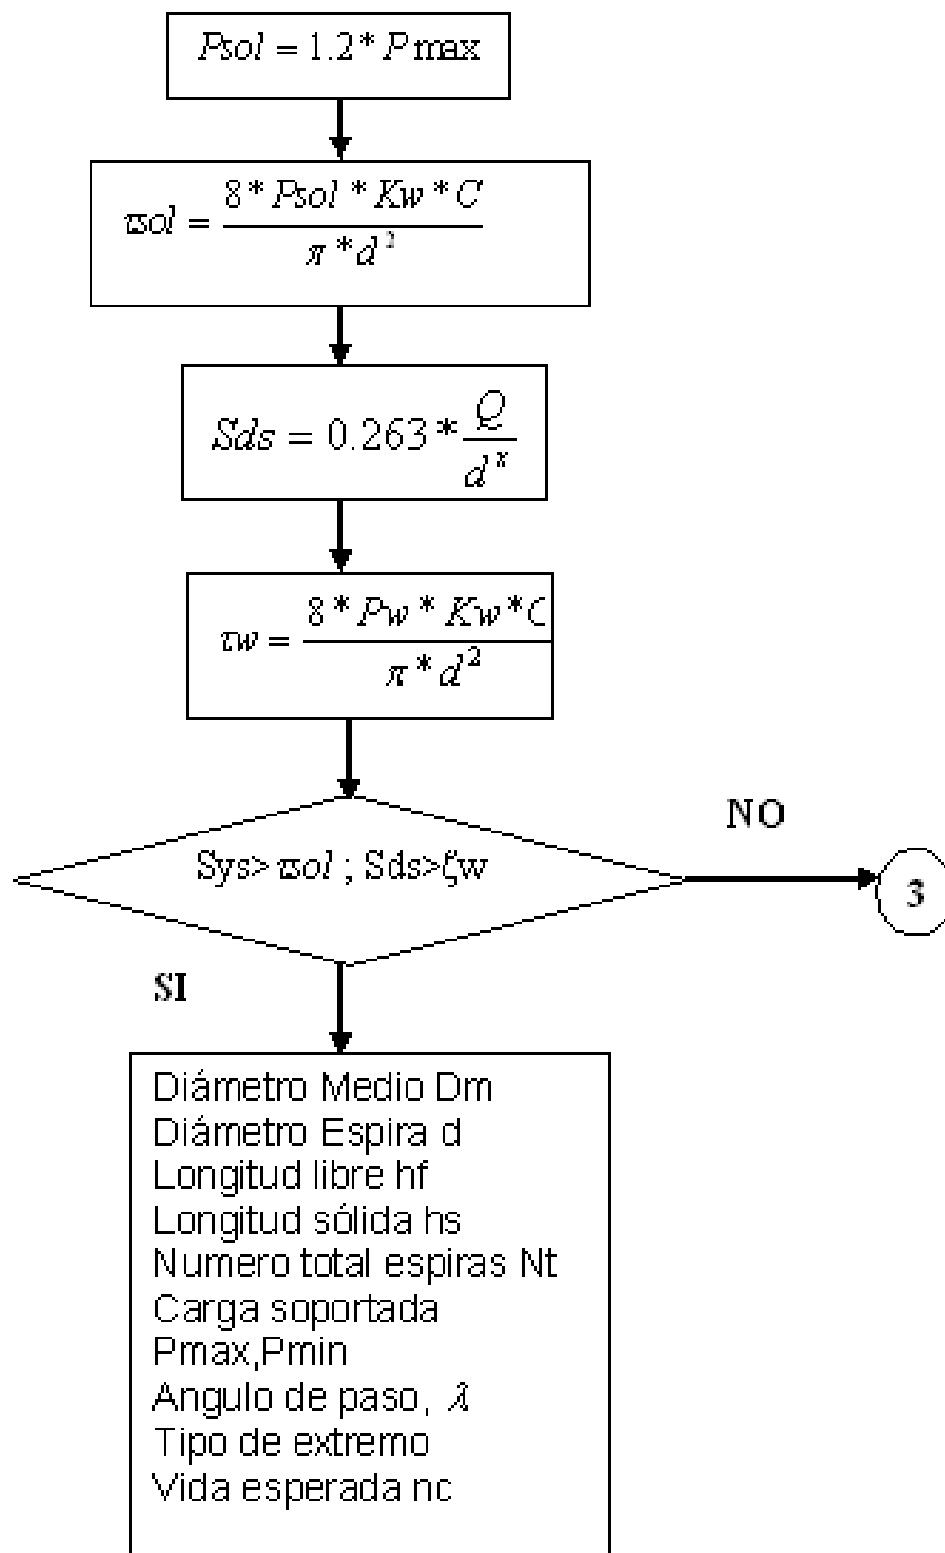 Psol = 1.2 * P max
τsol = 8 * Psol * Kw * C / π * d²
Sds = 0.263 * Q / dˣ
τw = 8 * Pw * Kw * C / π * d²
NO
Sys> τsol ; Sds>ζw
3
SI
Diámetro Medio Dm
Diámetro Espira d
Longitud libre hf
Longitud sólida hs
Numero total espiras Nt
Carga soportada
Pmax,Pmin
Angulo de paso, λ
Tipo de extremo
Vida esperada nc